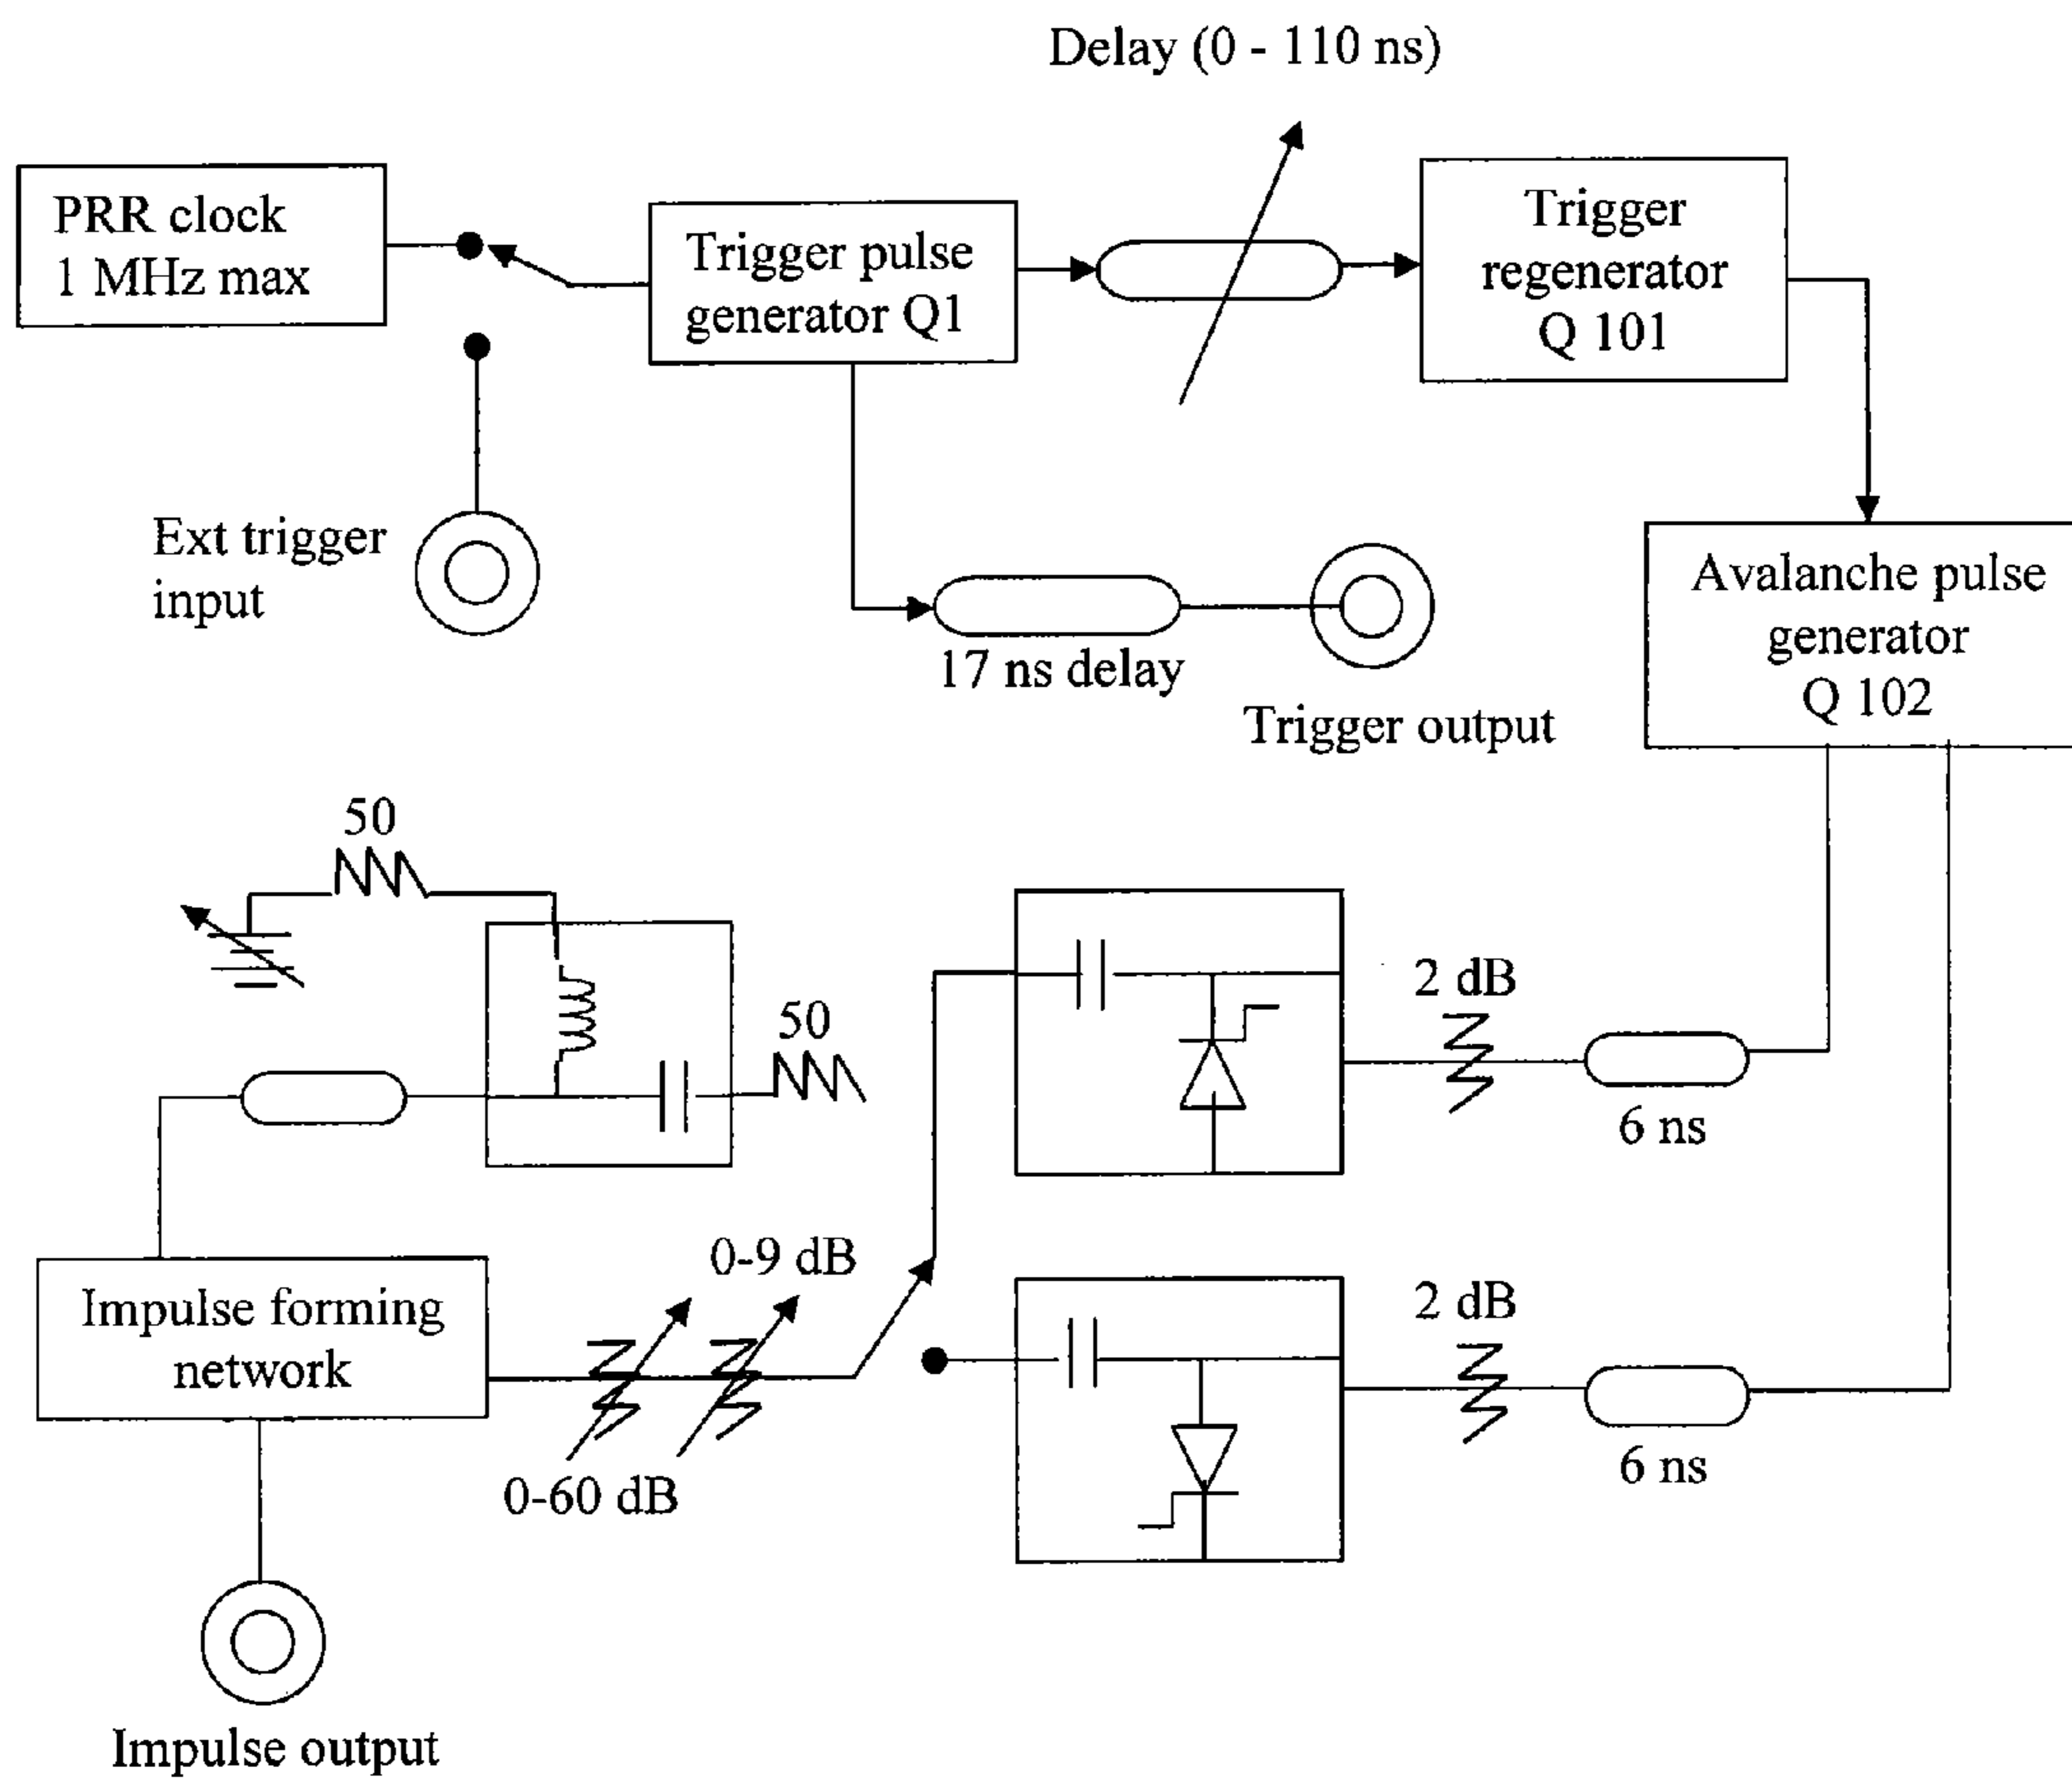 Delay (0 - 110 ns)
PRR clock
1 MHz max
Trigger pulse
generator Q1
Trigger
regenerator
Q 101
Ext trigger
input
17 ns delay
Trigger output
Avalanche pulse
generator
Q 102
50
50
2 dB
6 ns
Impulse forming
network
0-9 dB
0-60 dB
2 dB
6 ns
Impulse output